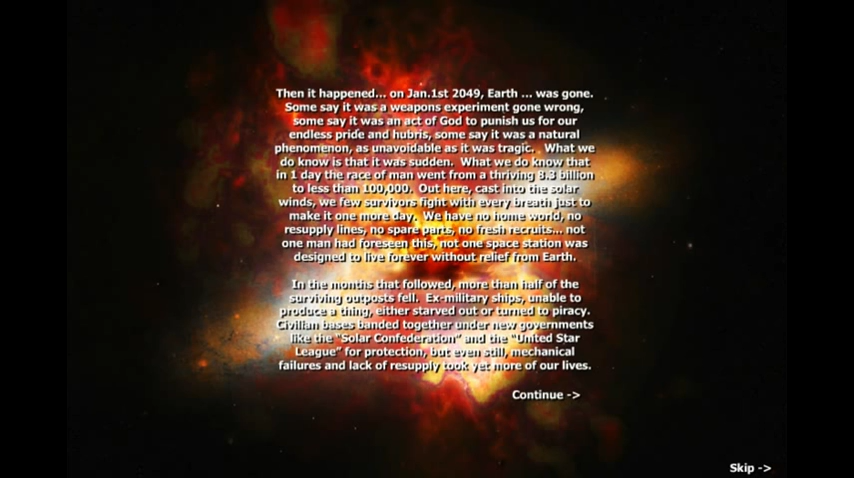 Then it happened... on Jan.1st 2049, Earth ... was gone.
Some say it was a weapons experiment gone wrong,
some say it was an act of God to punish us for our
endless pride and hubris, some say it was a natural
phenomenon, as unavoidable as it was tragic.  What we
do know is that it was sudden.  What we do know that
in 1 day the race of man went from a thriving 8.3 billion
to less than 100,000.  Out here, cast into the solar
winds, we few survivors fight with every breath just to
make it one more day.  We have no home world, no
resupply lines, no spare parts, no fresh recruits... not
one man had foreseen this, not one space station was
designed to live forever without relief from Earth.

In the months that followed, more than half of the
surviving outposts fell.  Ex-military ships, unable to
produce a thing, either starved out or turned to piracy.
Civilian bases banded together under new governments
like the “Solar Confederation” and the “United Star
League” for protection, but even still, mechanical
failures and lack of resupply took yet more of our lives.

Continue ->
Skip ->